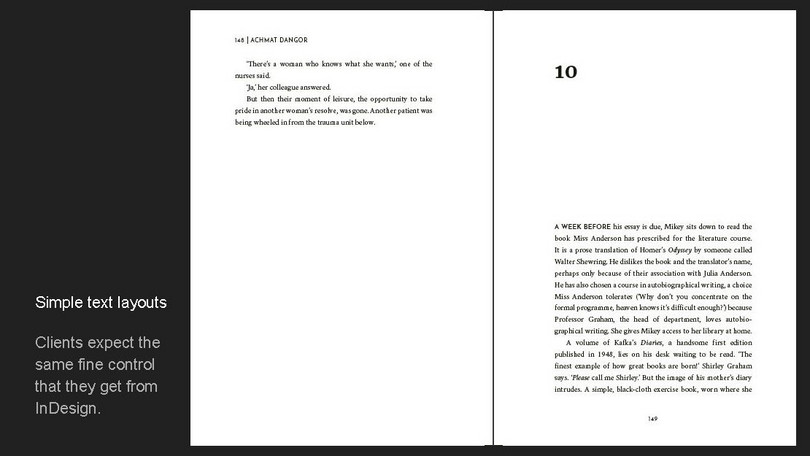 Simple text layouts
Clients expect the
same fine control
that they get from
InDesign.
148 | ACHMAT DANGOR
‘There’s a woman who knows what she wants,’ one of the
nurses said.
‘Ja,’ her colleague answered.
But then their moment of leisure, the opportunity to take
pride in another woman’s resolve, was gone. Another patient was
being wheeled in from the trauma unit below.
10
A WEEK BEFORE his essay is due, Mikey sits down to read the
book Miss Anderson has prescribed for the literature course.
It is a prose translation of Homer’s Odyssey by someone called
Walter Shewring. He dislikes the book and the translator’s name,
perhaps only because of their association with Julia Anderson.
He has also chosen a course in autobiographical writing, a choice
Miss Anderson tolerates (‘Why don’t you concentrate on the
formal programme, heaven knows it’s difficult enough?’) because
Professor Graham, the head of department, loves autobio-
graphical writing. She gives Mikey access to her library at home.
A volume of Kafka’s Diaries, a handsome first edition
published in 1948, lies on his desk waiting to be read. ‘The
finest example of how great books are born!’ Shirley Graham
says. ‘Please call me Shirley.’ But the image of his mother’s diary
intrudes. A simple, black-cloth exercise book, worn where she
149